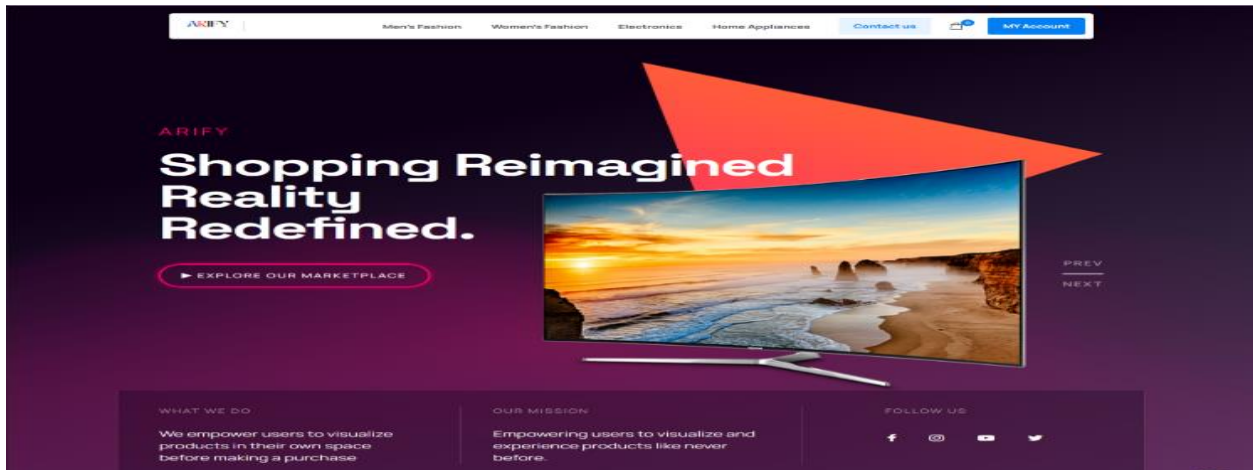 ARIFY
Men's Fashion
Women's Fashion
Electronics
Home Appliances
Contact us
0
MY Account
ARIFY
Shopping Reimagined
Reality
Redefined.
▶ EXPLORE OUR MARKETPLACE
PREV
NEXT
WHAT WE DO
We empower users to visualize
products in their own space
before making a purchase
OUR MISSION
Empowering users to visualize and
experience products like never
before.
FOLLOW US